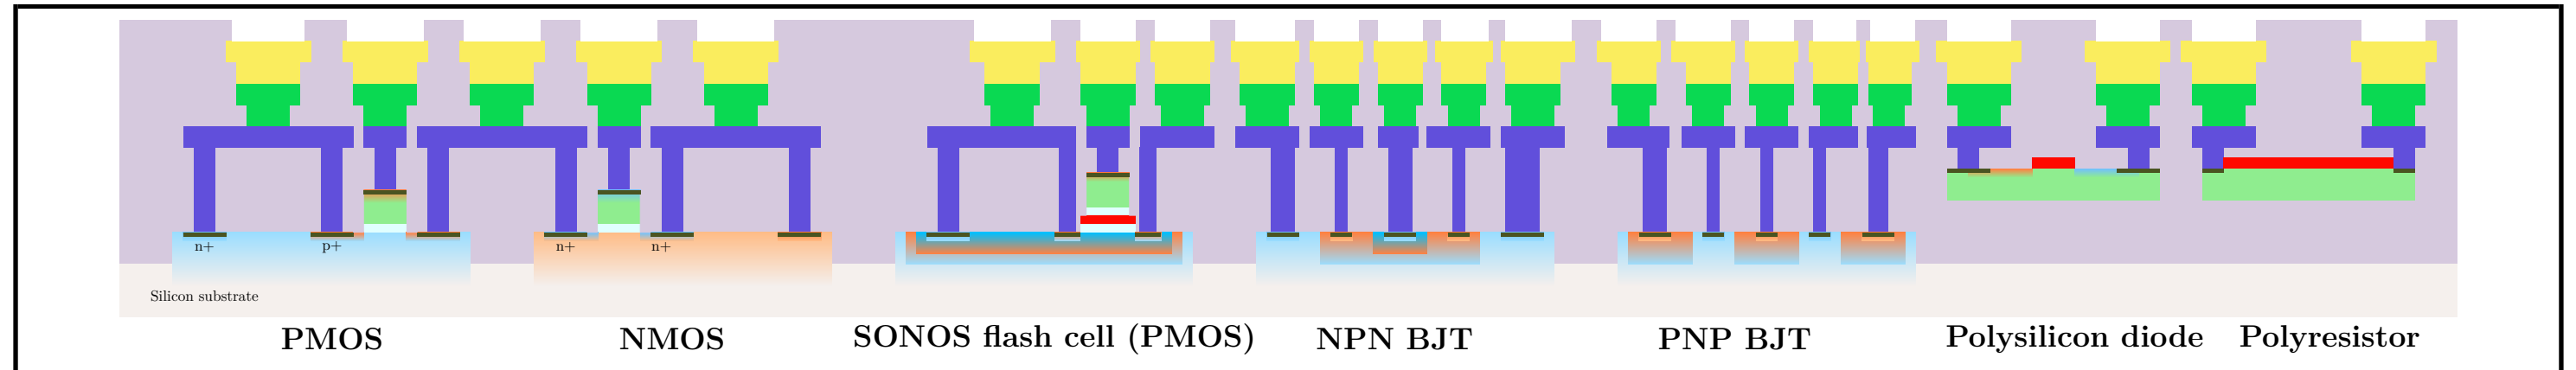 n+ p+ n+ n+
Silicon substrate
PMOS NMOS SONOS flash cell (PMOS) NPN BJT PNP BJT Polysilicon diode Polyresistor